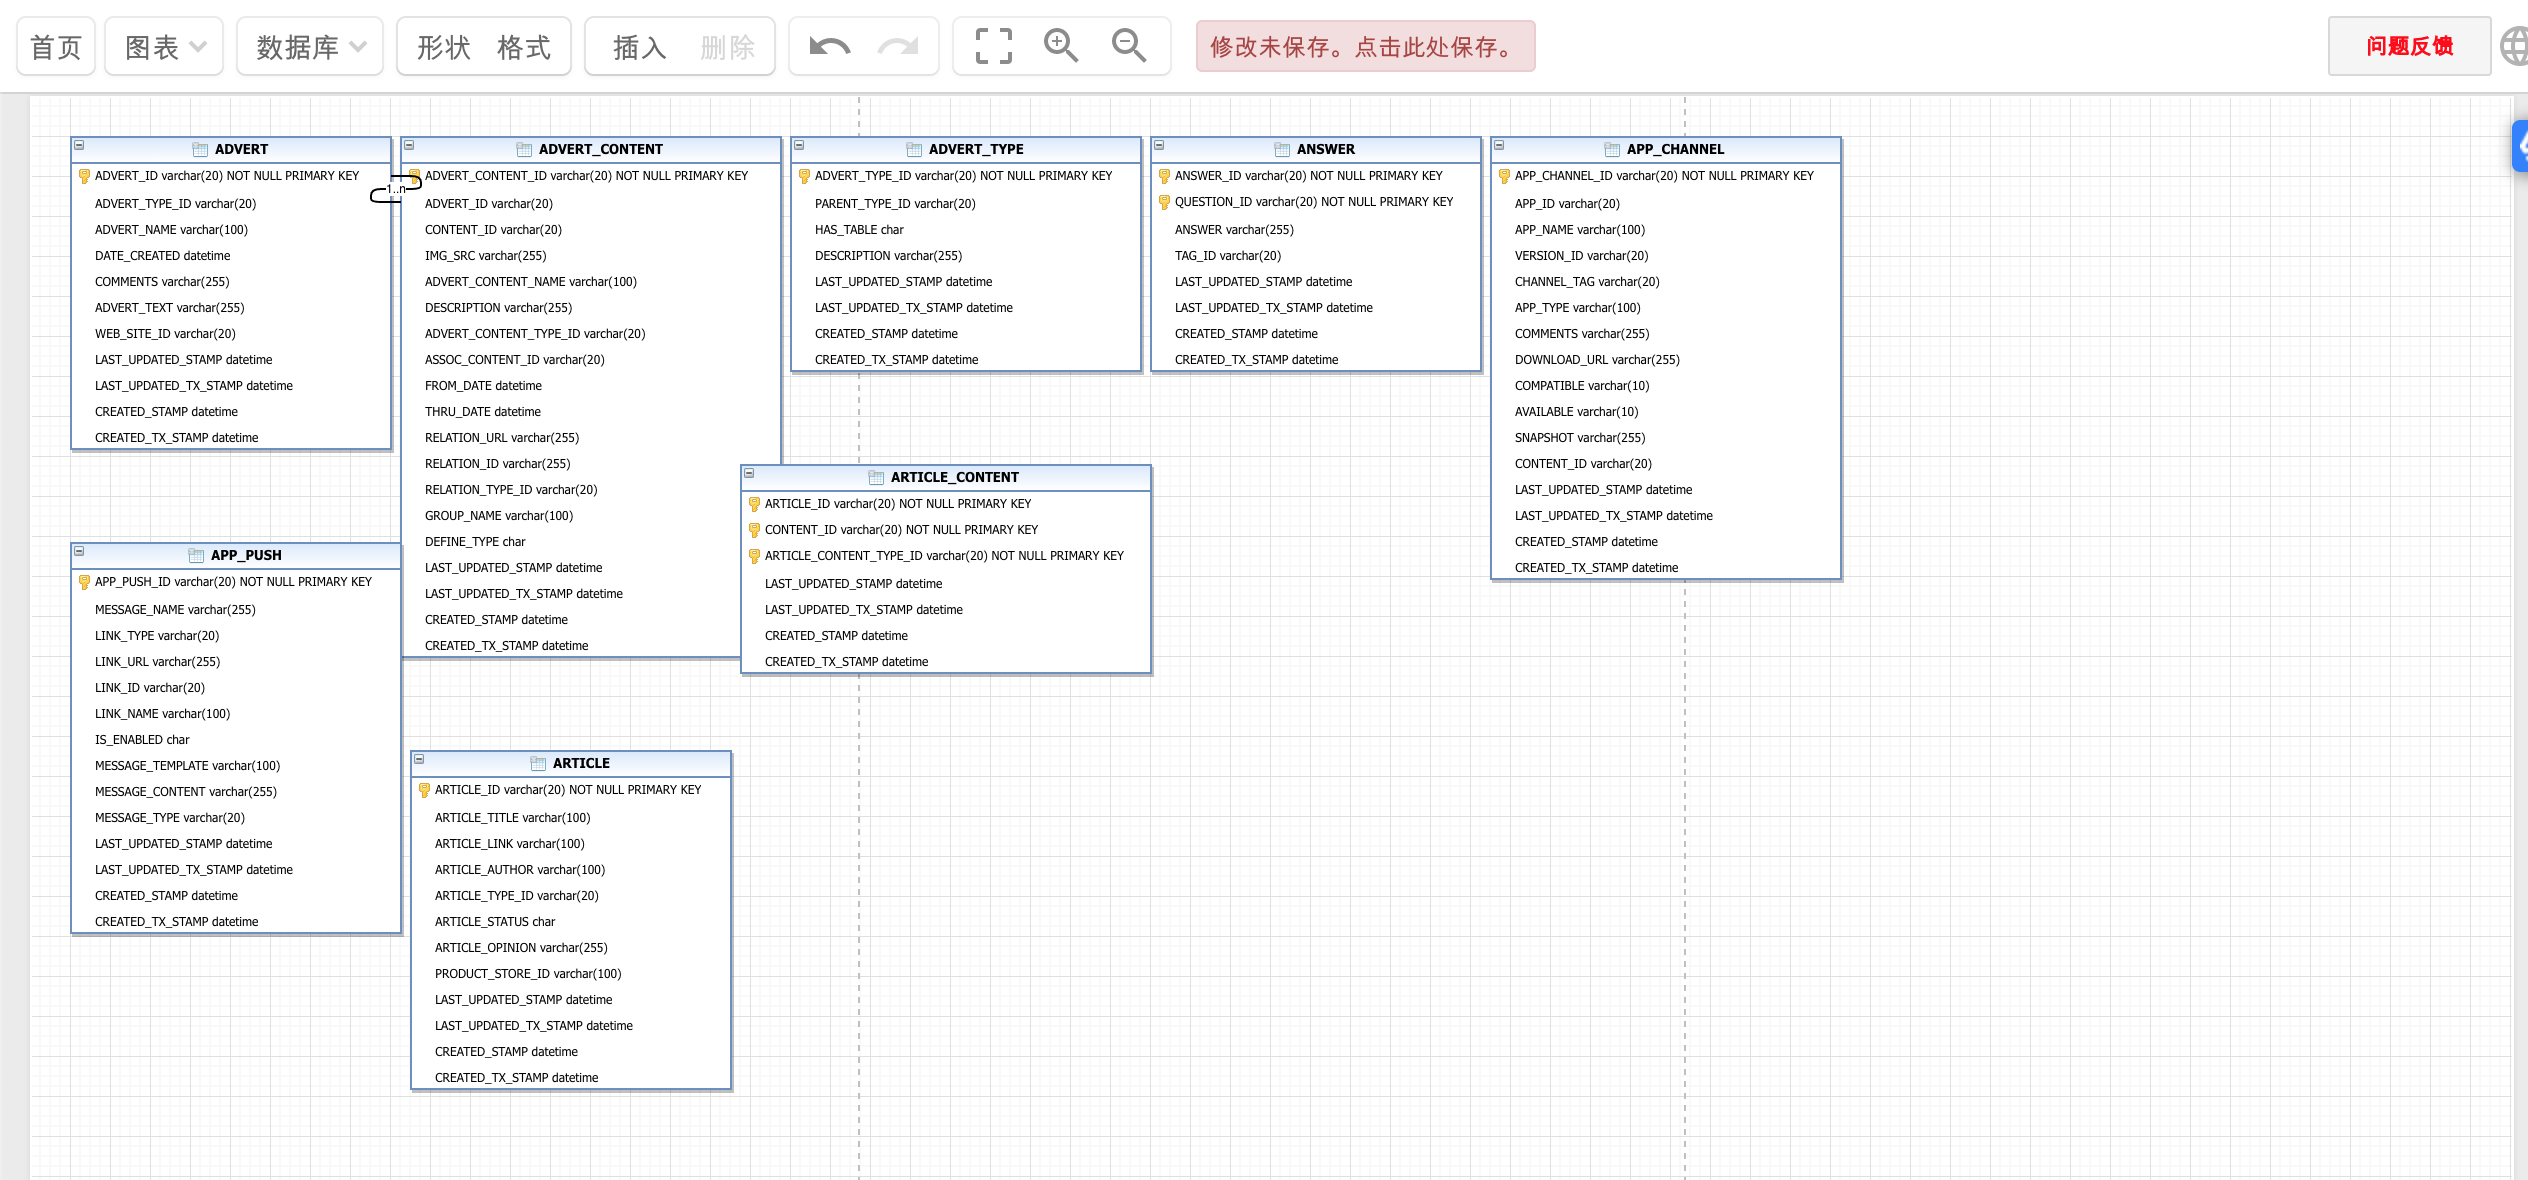 首页 图表 数据库 形状 格式 插入 删除 修改未保存。点击此处保存。 问题反馈
ADVERT
ADVERT_ID varchar(20) NOT NULL PRIMARY KEY
ADVERT_TYPE_ID varchar(20)
ADVERT_NAME varchar(100)
DATE_CREATED datetime
COMMENTS varchar(255)
ADVERT_TEXT varchar(255)
WEB_SITE_ID varchar(20)
LAST_UPDATED_STAMP datetime
LAST_UPDATED_TX_STAMP datetime
CREATED_STAMP datetime
CREATED_TX_STAMP datetime
1..n
ADVERT_CONTENT
ADVERT_CONTENT_ID varchar(20) NOT NULL PRIMARY KEY
ADVERT_ID varchar(20)
CONTENT_ID varchar(20)
IMG_SRC varchar(255)
ADVERT_CONTENT_NAME varchar(100)
DESCRIPTION varchar(255)
ADVERT_CONTENT_TYPE_ID varchar(20)
ASSOC_CONTENT_ID varchar(20)
FROM_DATE datetime
THRU_DATE datetime
RELATION_URL varchar(255)
RELATION_ID varchar(255)
RELATION_TYPE_ID varchar(20)
GROUP_NAME varchar(100)
DEFINE_TYPE char
LAST_UPDATED_STAMP datetime
LAST_UPDATED_TX_STAMP datetime
CREATED_STAMP datetime
CREATED_TX_STAMP datetime
ADVERT_TYPE
ADVERT_TYPE_ID varchar(20) NOT NULL PRIMARY KEY
PARENT_TYPE_ID varchar(20)
HAS_TABLE char
DESCRIPTION varchar(255)
LAST_UPDATED_STAMP datetime
LAST_UPDATED_TX_STAMP datetime
CREATED_STAMP datetime
CREATED_TX_STAMP datetime
ANSWER
ANSWER_ID varchar(20) NOT NULL PRIMARY KEY
QUESTION_ID varchar(20) NOT NULL PRIMARY KEY
ANSWER varchar(255)
TAG_ID varchar(20)
LAST_UPDATED_STAMP datetime
LAST_UPDATED_TX_STAMP datetime
CREATED_STAMP datetime
CREATED_TX_STAMP datetime
APP_CHANNEL
APP_CHANNEL_ID varchar(20) NOT NULL PRIMARY KEY
APP_ID varchar(20)
APP_NAME varchar(100)
VERSION_ID varchar(20)
CHANNEL_TAG varchar(20)
APP_TYPE varchar(100)
COMMENTS varchar(255)
DOWNLOAD_URL varchar(255)
COMPATIBLE varchar(10)
AVAILABLE varchar(10)
SNAPSHOT varchar(255)
CONTENT_ID varchar(20)
LAST_UPDATED_STAMP datetime
LAST_UPDATED_TX_STAMP datetime
CREATED_STAMP datetime
CREATED_TX_STAMP datetime
ARTICLE_CONTENT
ARTICLE_ID varchar(20) NOT NULL PRIMARY KEY
CONTENT_ID varchar(20) NOT NULL PRIMARY KEY
ARTICLE_CONTENT_TYPE_ID varchar(20) NOT NULL PRIMARY KEY
LAST_UPDATED_STAMP datetime
LAST_UPDATED_TX_STAMP datetime
CREATED_STAMP datetime
CREATED_TX_STAMP datetime
APP_PUSH
APP_PUSH_ID varchar(20) NOT NULL PRIMARY KEY
MESSAGE_NAME varchar(255)
LINK_TYPE varchar(20)
LINK_URL varchar(255)
LINK_ID varchar(20)
LINK_NAME varchar(100)
IS_ENABLED char
MESSAGE_TEMPLATE varchar(100)
MESSAGE_CONTENT varchar(255)
MESSAGE_TYPE varchar(20)
LAST_UPDATED_STAMP datetime
LAST_UPDATED_TX_STAMP datetime
CREATED_STAMP datetime
CREATED_TX_STAMP datetime
ARTICLE
ARTICLE_ID varchar(20) NOT NULL PRIMARY KEY
ARTICLE_TITLE varchar(100)
ARTICLE_LINK varchar(100)
ARTICLE_AUTHOR varchar(100)
ARTICLE_TYPE_ID varchar(20)
ARTICLE_STATUS char
ARTICLE_OPINION varchar(255)
PRODUCT_STORE_ID varchar(100)
LAST_UPDATED_STAMP datetime
LAST_UPDATED_TX_STAMP datetime
CREATED_STAMP datetime
CREATED_TX_STAMP datetime